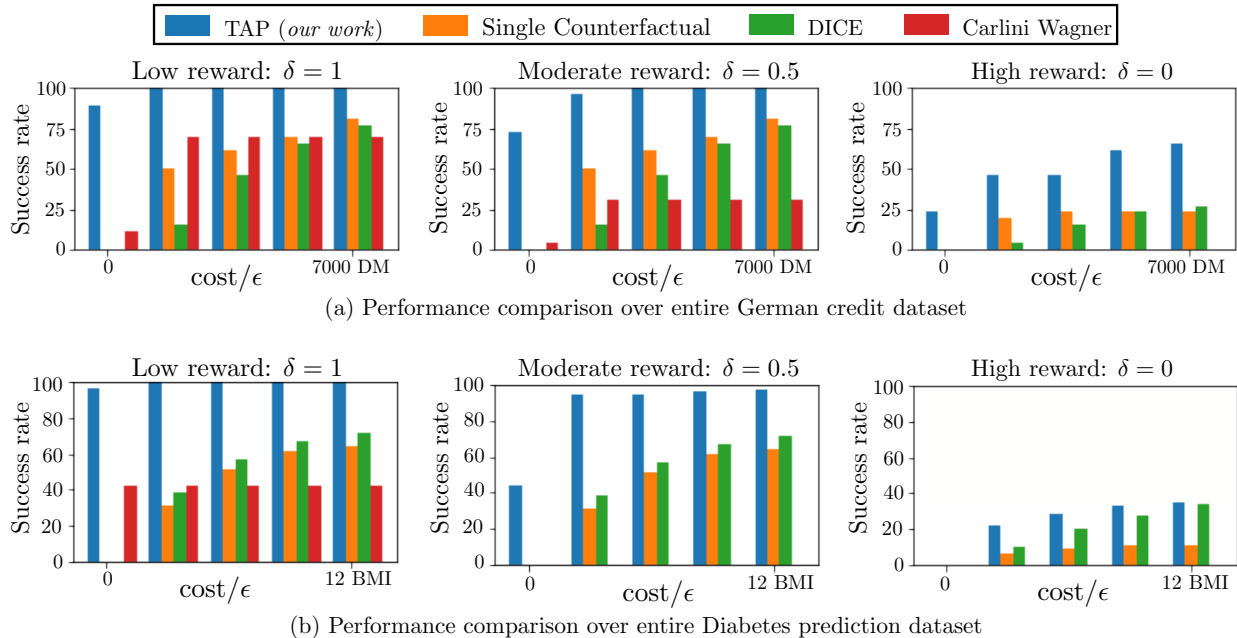 TAP (our work) Single Counterfactual DICE Carlini Wagner
Low reward: δ = 1 Moderate reward: δ = 0.5 High reward: δ = 0
Success rate Success rate Success rate
100 100 100
75 75 75
50 50 50
25 25 25
0 0 0
0 7000 DM 0 7000 DM 0 7000 DM
cost/ϵ cost/ϵ cost/ϵ
(a) Performance comparison over entire German credit dataset
Low reward: δ = 1 Moderate reward: δ = 0.5 High reward: δ = 0
Success rate Success rate Success rate
100 100 100
80 80 80
60 60 60
40 40 40
20 20 20
0 0 0
0 12 BMI 0 12 BMI 0 12 BMI
cost/ϵ cost/ϵ cost/ϵ
(b) Performance comparison over entire Diabetes prediction dataset